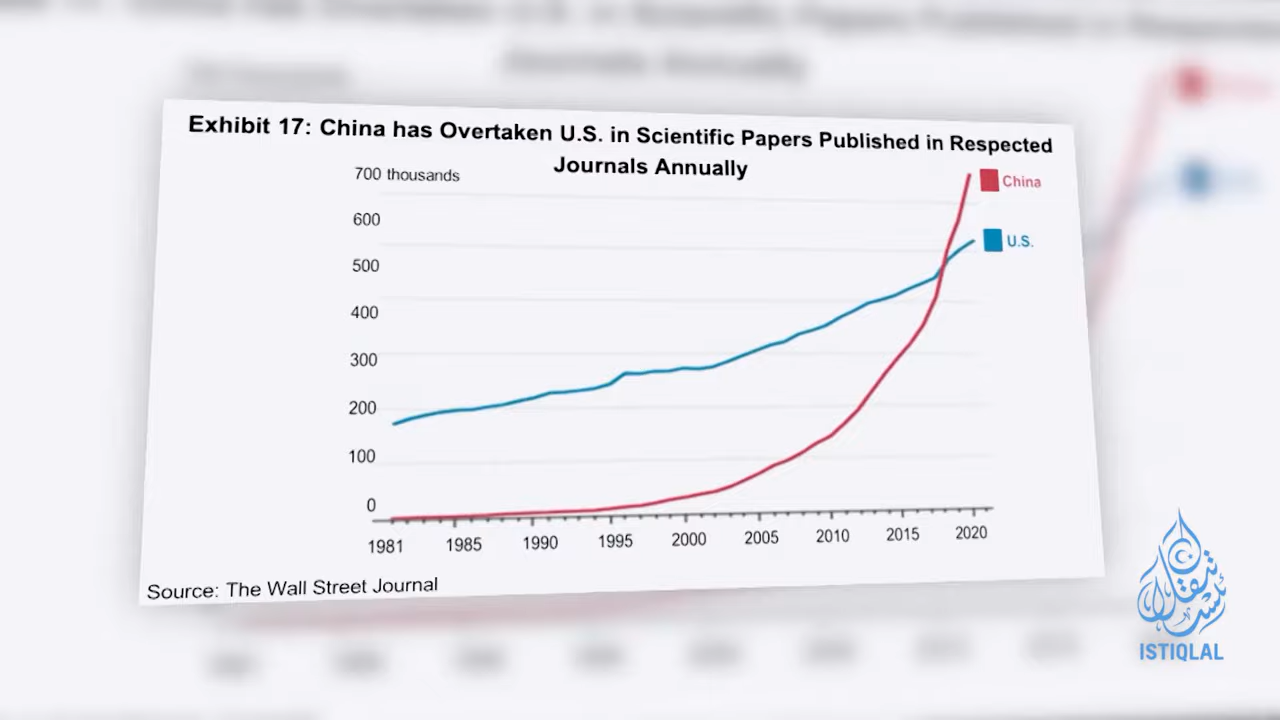 Exhibit 17: China has Overtaken U.S. in Scientific Papers Published in Respected
Journals Annually
700 thousands
600
500
400
300
200
100
0
China
U.S.
1981 1985 1990 1995 2000 2005 2010 2015 2020
Source: The Wall Street Journal
استقلال
ISTIQLAL